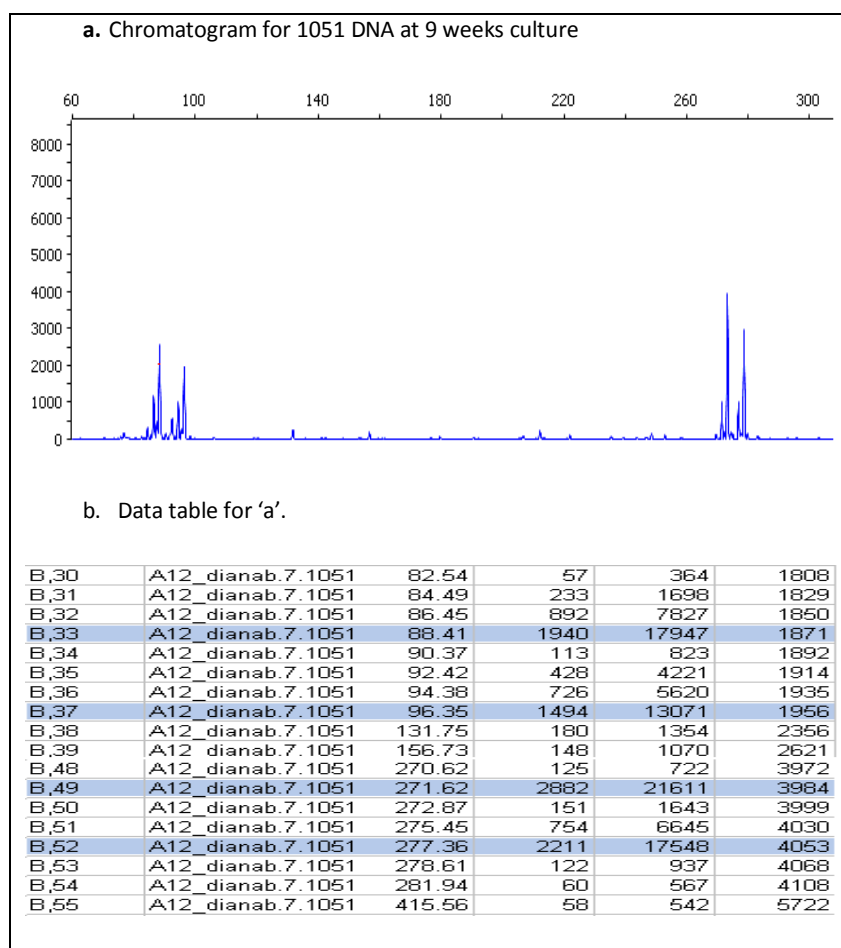 a. Chromatogram for 1051 DNA at 9 weeks culture
60 100 140 180 220 260 300
8000
7000
6000
5000
4000
3000
2000
1000
0
b. Data table for ‘a’.
B,30 A12_dianab.7.1051 82.54 57 364 1808
B,31 A12_dianab.7.1051 84.49 233 1698 1829
B,32 A12_dianab.7.1051 86.45 892 7827 1850
B,33 A12_dianab.7.1051 88.41 1940 17947 1871
B,34 A12_dianab.7.1051 90.37 113 823 1892
B,35 A12_dianab.7.1051 92.42 428 4221 1914
B,36 A12_dianab.7.1051 94.38 726 5620 1935
B,37 A12_dianab.7.1051 96.35 1494 13071 1956
B,38 A12_dianab.7.1051 131.75 180 1354 2356
B,39 A12_dianab.7.1051 156.73 148 1070 2621
B,48 A12_dianab.7.1051 270.62 125 722 3972
B,49 A12_dianab.7.1051 271.62 2882 21611 3984
B,50 A12_dianab.7.1051 272.87 151 1643 3999
B,51 A12_dianab.7.1051 275.45 754 6645 4030
B,52 A12_dianab.7.1051 277.36 2211 17548 4053
B,53 A12_dianab.7.1051 278.61 122 937 4068
B,54 A12_dianab.7.1051 281.94 60 567 4108
B,55 A12_dianab.7.1051 415.56 58 542 5722